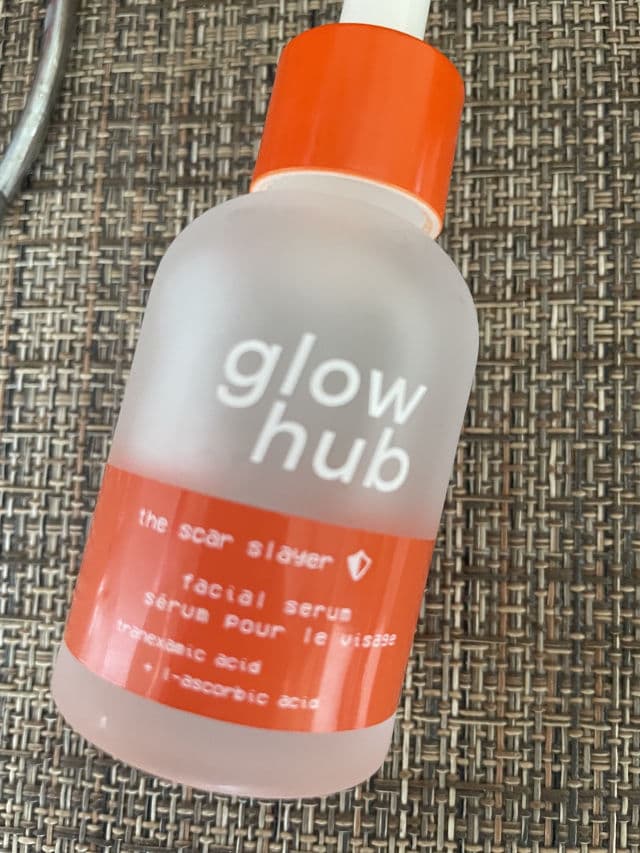 glow
hub
the scar slayer
facial serum
sérum pour le visage
tranexamic acid
+ l-ascorbic acid